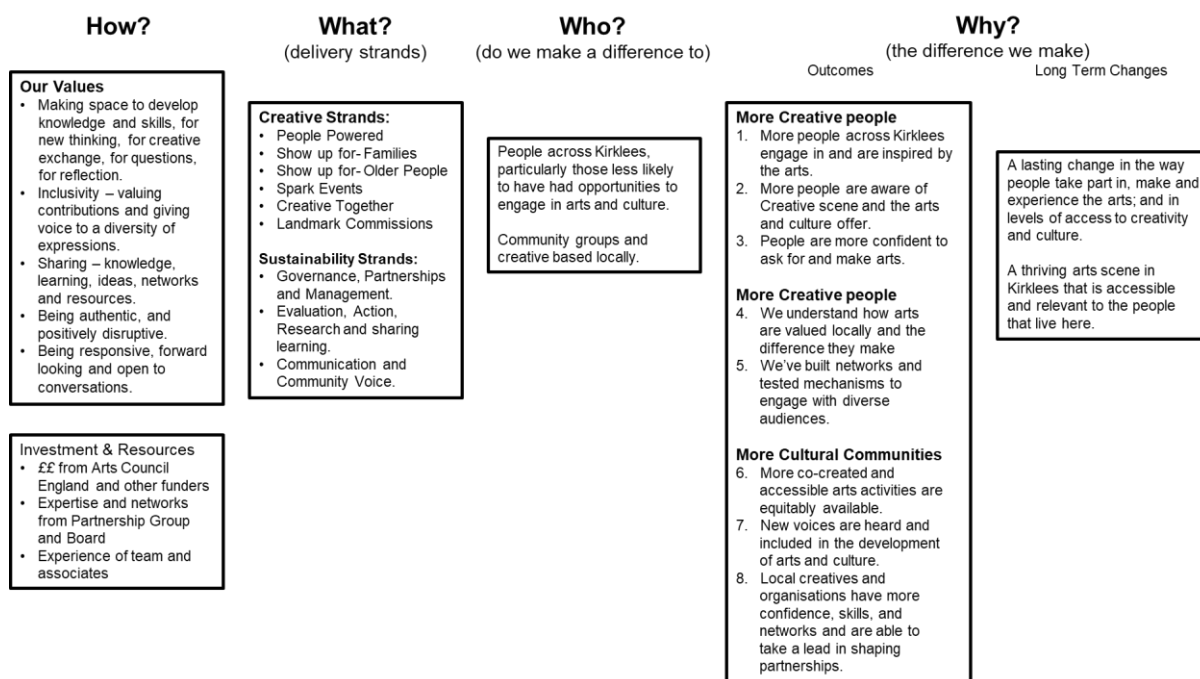 How?
Our Values
• Making space to develop
knowledge and skills, for
new thinking, for creative
exchange, for questions,
for reflection.
• Inclusivity – valuing
contributions and giving
voice to a diversity of
expressions.
• Sharing – knowledge,
learning, ideas, networks
and resources.
• Being authentic, and
positively disruptive.
• Being responsive, forward
looking and open to
conversations.
Investment & Resources
• ££ from Arts Council
England and other funders
• Expertise and networks
from Partnership Group
and Board
• Experience of team and
associates
What?
(delivery strands)
Creative Strands:
• People Powered
• Show up for- Families
• Show up for- Older People
• Spark Events
• Creative Together
• Landmark Commissions
Sustainability Strands:
• Governance, Partnerships
and Management.
• Evaluation, Action,
Research and sharing
learning.
• Communication and
Community Voice.
Who?
(do we make a difference to)
People across Kirklees,
particularly those less likely
to have had opportunities to
engage in arts and culture.
Community groups and
creative based locally.
Why?
(the difference we make)
Outcomes
More Creative people
1. More people across Kirklees
engage in and are inspired by
the arts.
2. More people are aware of
Creative scene and the arts
and culture offer.
3. People are more confident to
ask for and make arts.
More Creative people
4. We understand how arts
are valued locally and the
difference they make
5. We’ve built networks and
tested mechanisms to
engage with diverse
audiences.
More Cultural Communities
6. More co-created and
accessible arts activities are
equitably available.
7. New voices are heard and
included in the development
of arts and culture.
8. Local creatives and
organisations have more
confidence, skills, and
networks and are able to
take a lead in shaping
partnerships.
Long Term Changes
A lasting change in the way
people take part in, make and
experience the arts; and in
levels of access to creativity
and culture.
A thriving arts scene in
Kirklees that is accessible
and relevant to the people
that live here.